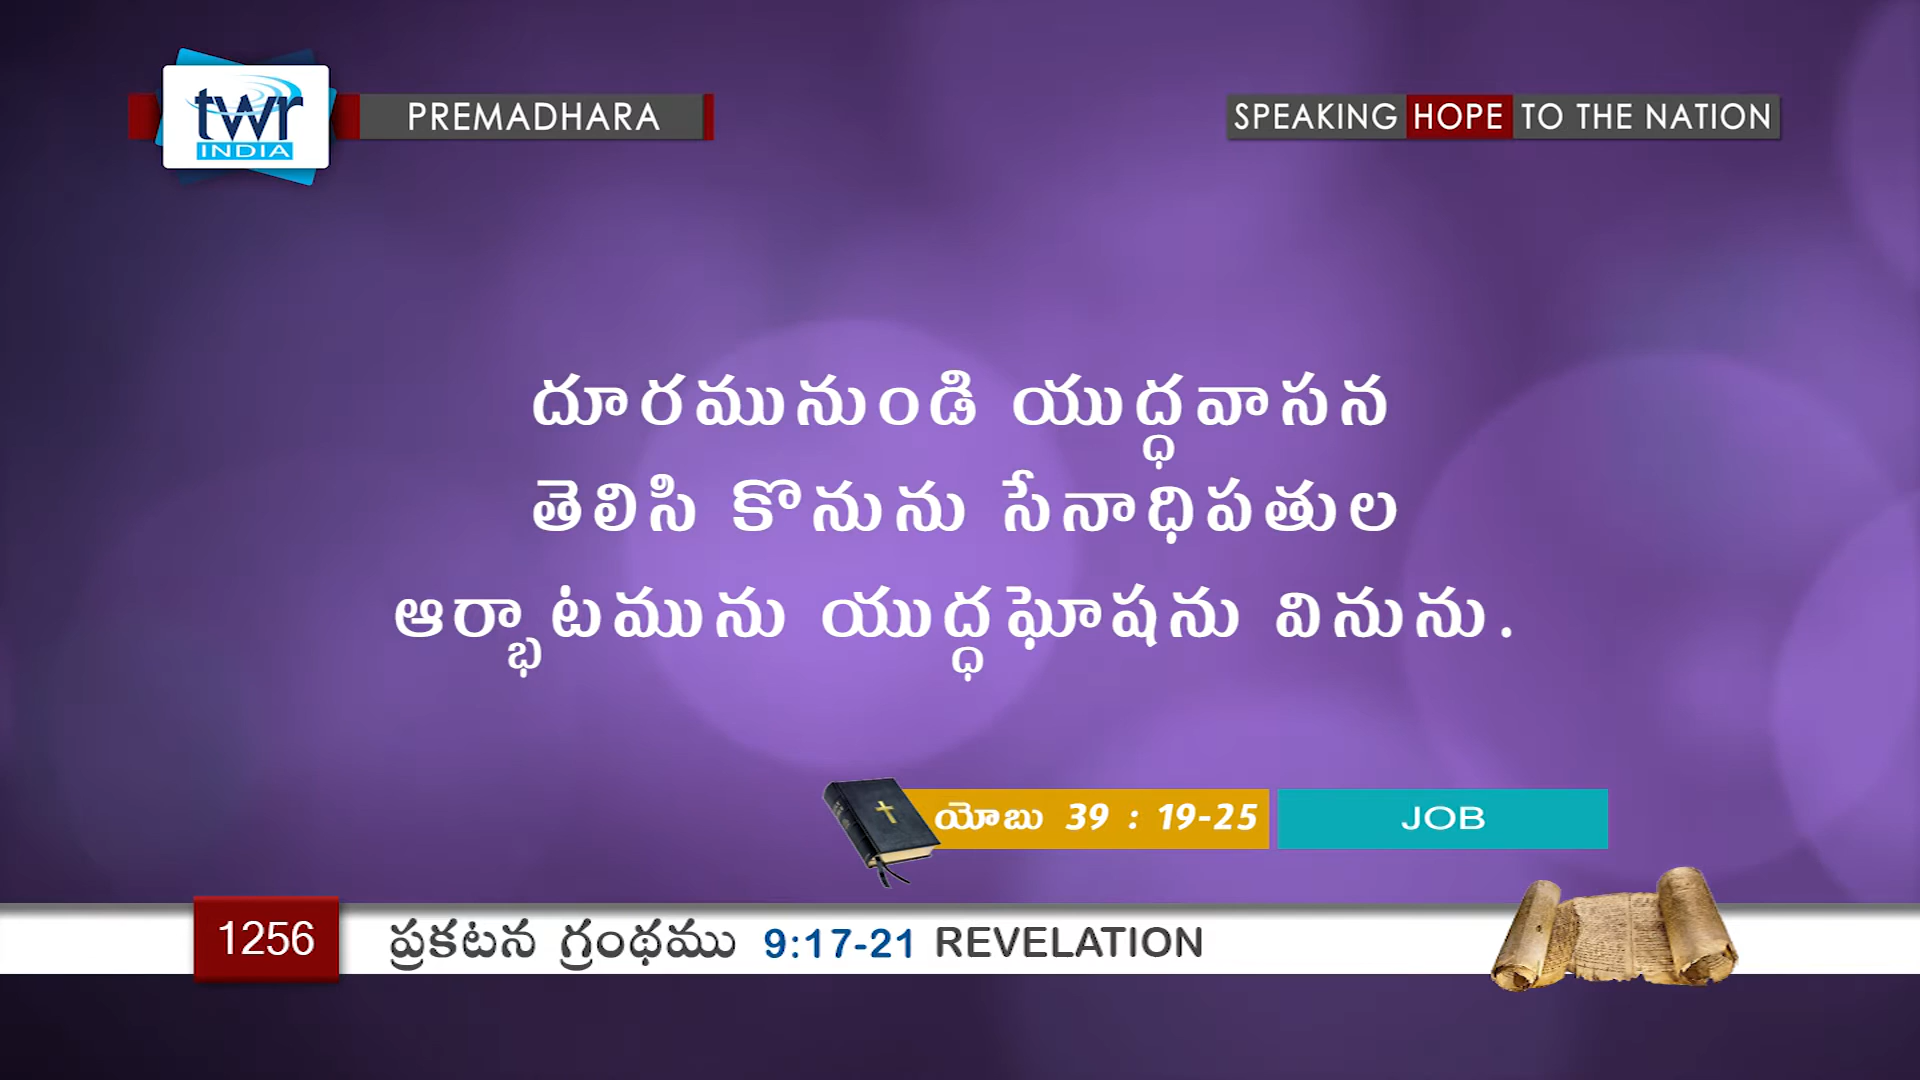 twr
INDIA
PREMADHARA
SPEAKING HOPE TO THE NATION
దూరమునుండి యుద్ధవాసన
తెలిసి కొనును సేనాధిపతుల
ఆర్భాటమును యుద్ధఘోషను వినును.
యోబు 39 : 19-25
JOB
1256
ప్రకటన గ్రంథము 9:17-21 REVELATION